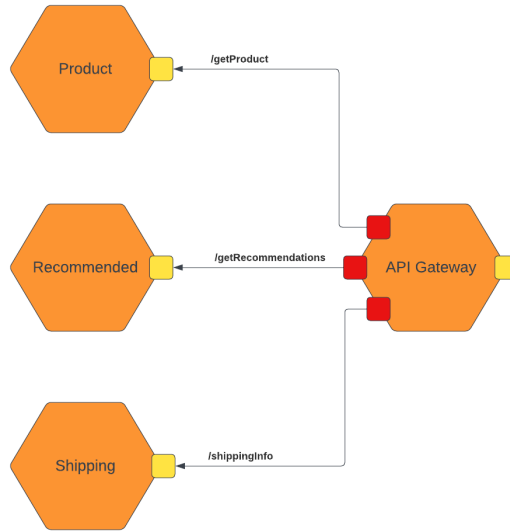 Product
/getProduct
Recommended
/getRecommendations
API Gateway
Shipping
/shippingInfo